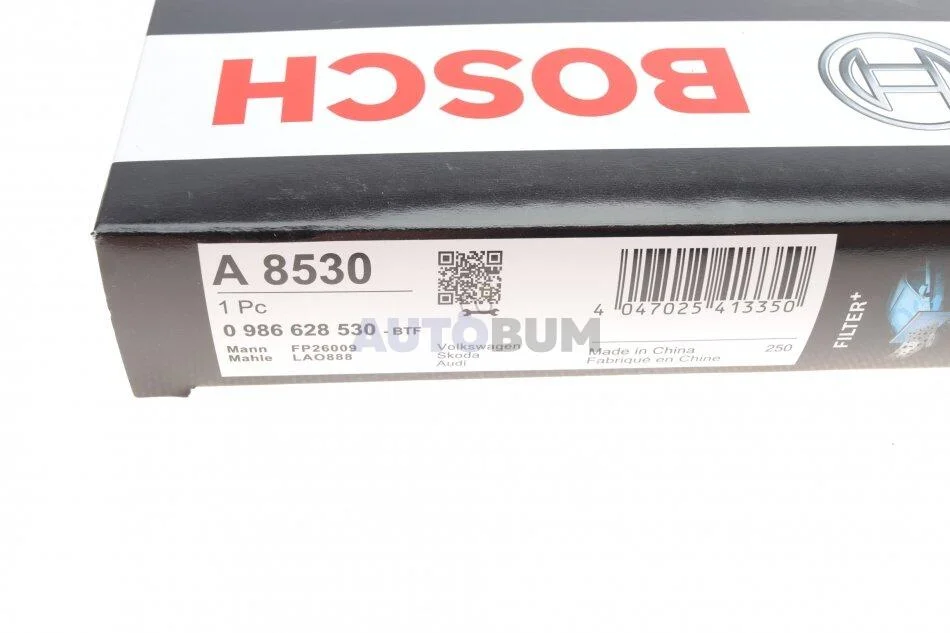 BOSCH
A 8530
1 Pc
0 986 628 530 - BTF
Mann FP26009
Mahle LAO888
Volkswagen
Skoda
Audi
4 047025 413350
Made in China 250
Fabriqué en Chine
FILTER+
AUTOBUM